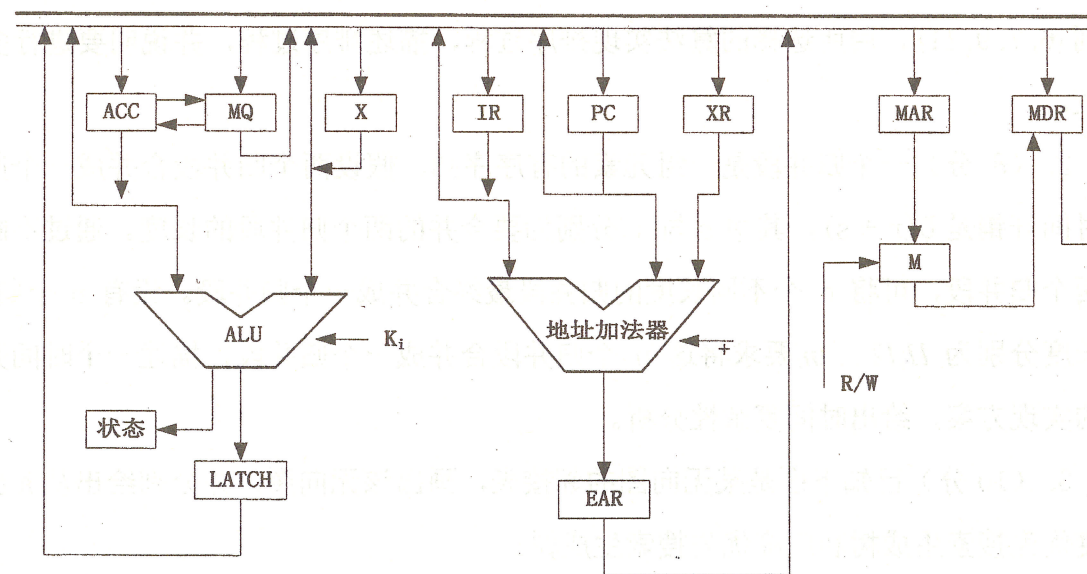 ACC
MQ
X
IR
PC
XR
MAR
MDR
M
ALU
Ki
地址加法器
+
R/W
状态
LATCH
EAR